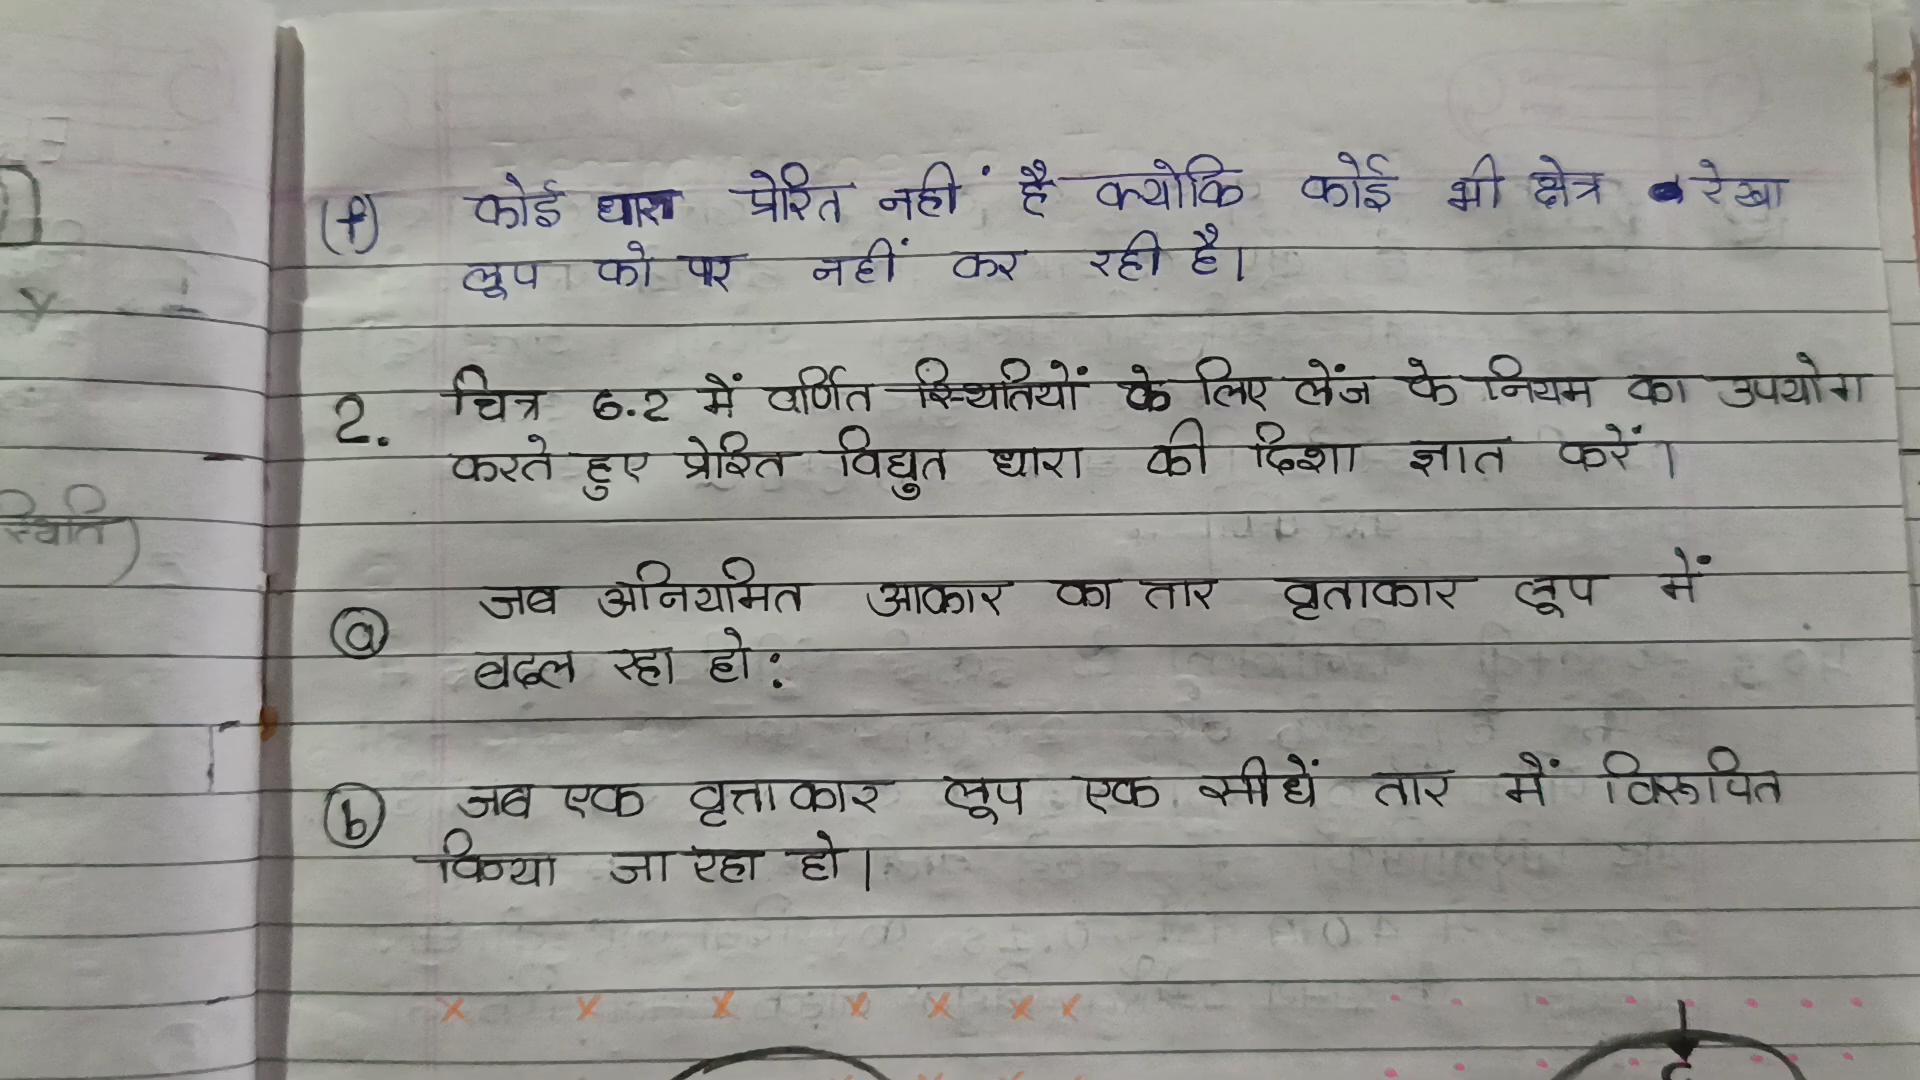 (f) कोई धारा प्रेरित नहीं है क्योकि कोई भी क्षेत्र रेखा
लूप को पार नहीं कर रही है।
2. चित्र 6.2 में वर्णित स्थितियों के लिए लेंज के नियम का उपयोग
करते हुए प्रेरित विद्युत धारा की दिशा ज्ञात करें।
स्थिति)
(a) जब अनियमित आकार का तार वृताकार लूप में
बदल रहा हो:
(b) जब एक वृत्ताकार लूप एक सीधें तार में विरूपित
किया जा रहा हो।
x x x x x x x